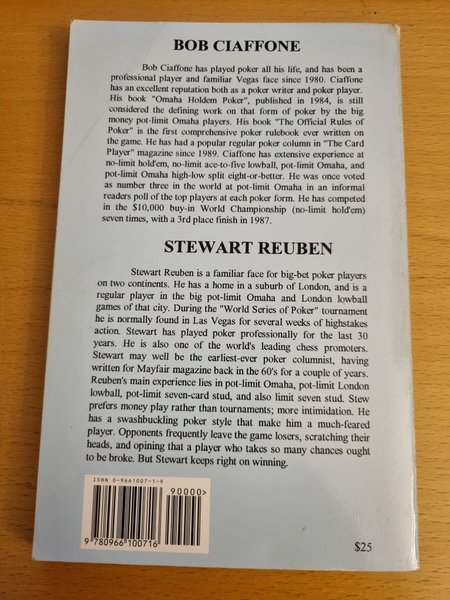 BOB CIAFFONE
Bob Ciaffone has played poker all his life, and has been a
professional player and familiar Vegas face since 1980. Ciaffone
has an excellent reputation both as a poker writer and poker player.
His book "Omaha Holdem Poker", published in 1984, is still
considered the defining work on that form of poker by the big
money pot-limit Omaha players. His book "The Official Rules of
Poker" is the first comprehensive poker rulebook ever written on
the game. He has had a popular regular poker column in "The Card
Player" magazine since 1989. Ciaffone has extensive experience at
no-limit hold'em, no-limit ace-to-five lowball, pot-limit Omaha, and
pot-limit Omaha high-low split eight-or-better. He was once voted
as number three in the world at pot-limit Omaha in an informal
readers poll of the top players at each poker form. He has competed
in the $10,000 buy-in World Championship (no-limit hold'em)
seven times, with a 3rd place finish in 1987.
STEWART REUBEN
Stewart Reuben is a familiar face for big-bet poker players
on two continents. He has a home in a suburb of London, and is a
regular player in the big pot-limit Omaha and London lowball
games of that city. During the "World Series of Poker" tournament
he is normally found in Las Vegas for several weeks of highstakes
action. Stewart has played poker professionally for the last 30
years. He is also one of the world's leading chess promoters.
Stewart may well be the earliest-ever poker columnist, having
written for Mayfair magazine back in the 60's for a couple of years.
Reuben's main experience lies in pot-limit Omaha, pot-limit London
lowball, pot-limit seven-card stud, and also limit seven stud. Stew
prefers money play rather than tournaments; more intimidation. He
has a swashbuckling poker style that make him a much-feared
player. Opponents frequently leave the game losers, scratching their
heads, and opining that a player who takes so many chances ought
to be broke. But Stewart keeps right on winning.
ISBN 0-9661007-1-9
90000>
9 780966 100716
$25